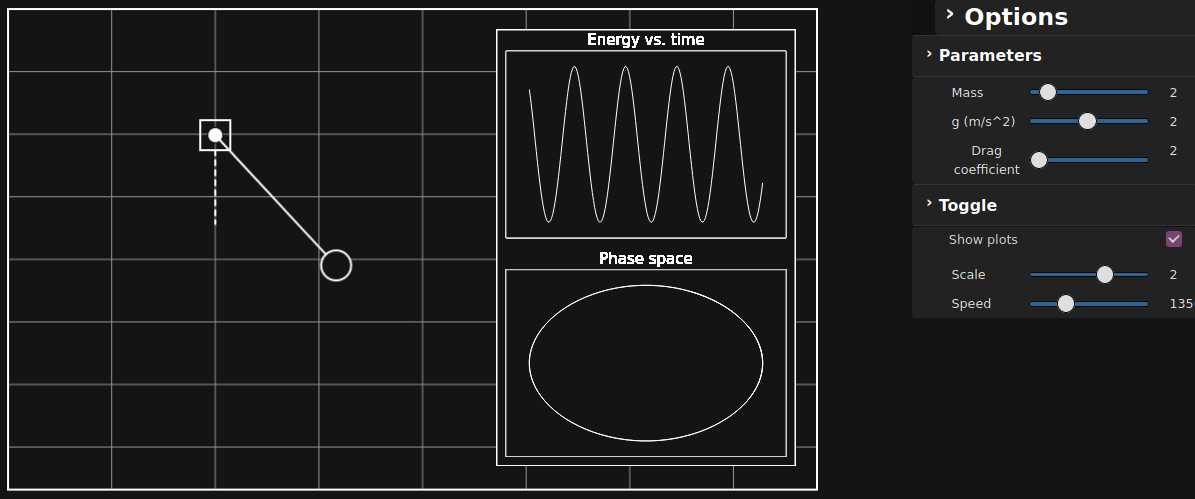 Energy vs. time
Phase space
Options
Parameters
Mass 2
g (m/s^2) 2
Drag
coefficient 2
Toggle
Show plots
Scale 2
Speed 135